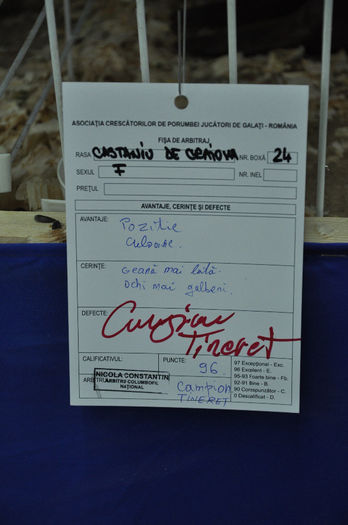 ASOCIAȚIA CRESCĂTORILOR DE PORUMBEI JUCĂTORI DE GALAȚI - ROMÂNIA
FIȘA DE ARBITRAJ
RASA CASTANIU DE CRAIOVA NR. BOXĂ 24
SEXUL F NR. INEL
PREȚUL
AVANTAJE, CERINȚE ȘI DEFECTE
AVANTAJE: Poziție
Culoare.
CERINȚE: Geană mai lată.
Ochi mai galbeni.
DEFECTE: Campion
Tineret
CALIFICATIVUL: PUNCTE: 97 Excepțional - Exc.
96 96 Excelent - E.
95-93 Foarte bine - Fb.
NICOLA CONSTANTIN 92-91 Bine - B.
ARBITRU COLUMBOFIL Campion 90 Corespunzător - C.
NAȚIONAL TINERET 0 Descalificat - D.